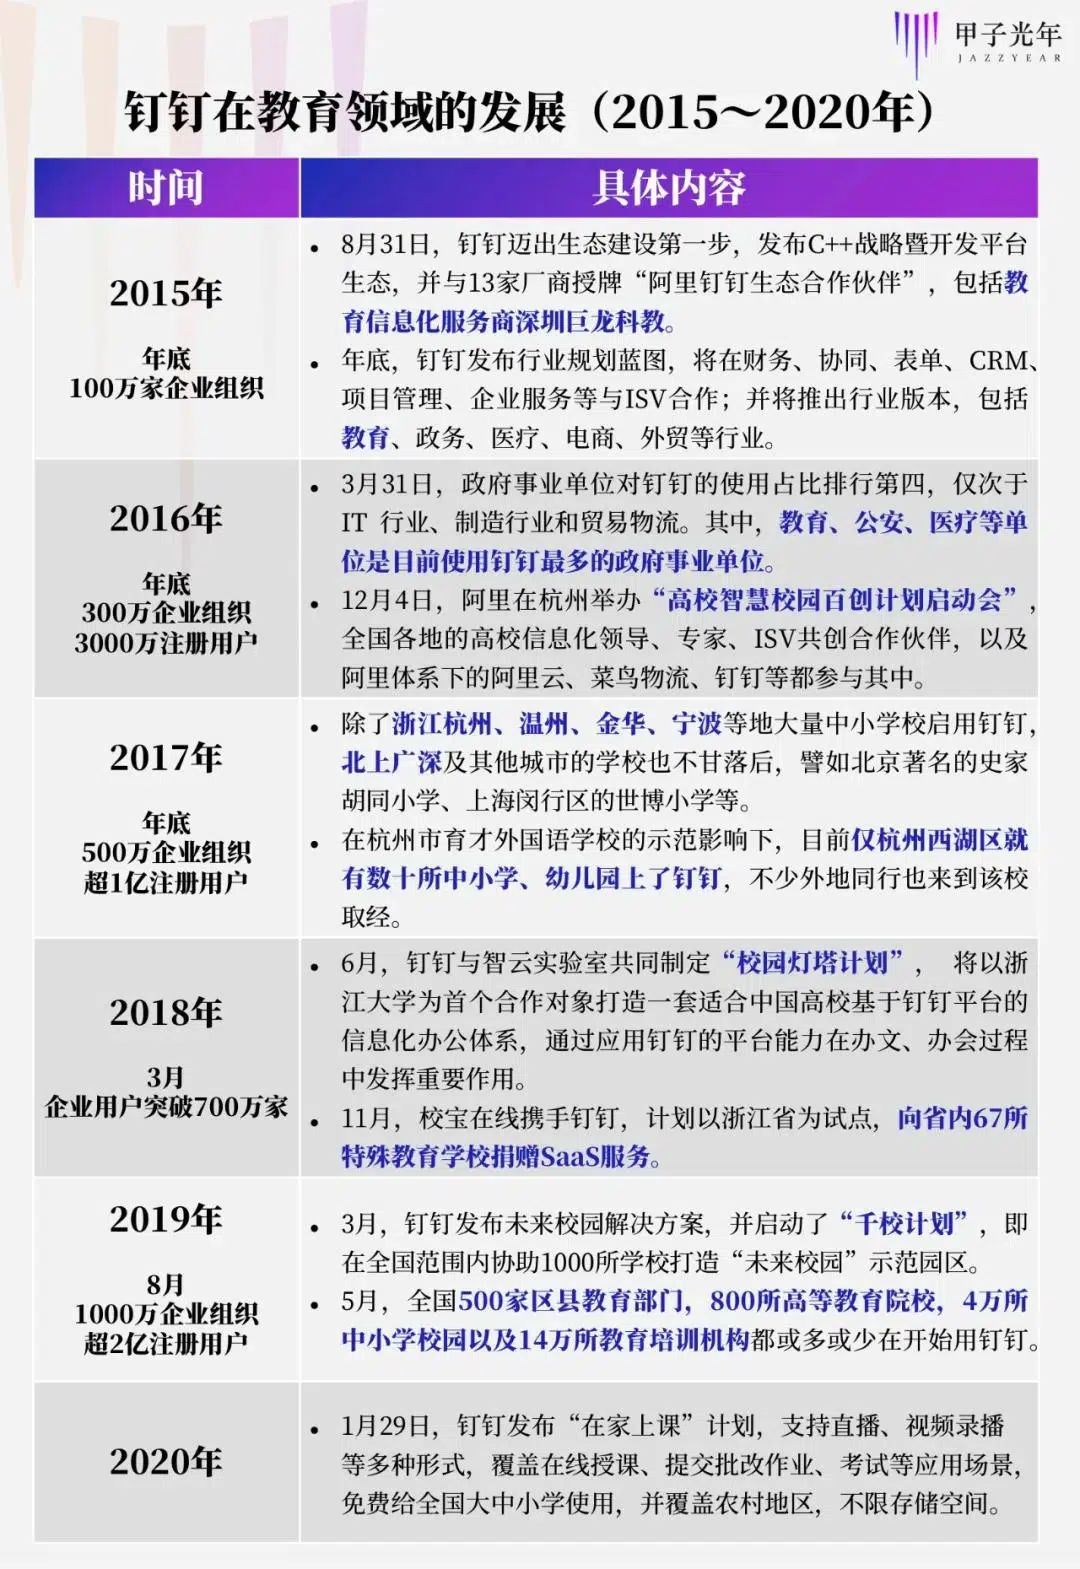 甲子光年
JAZZYEAR
钉钉在教育领域的发展（2015～2020年）
时间
具体内容
2015年
年底
100万家企业组织
• 8月31日，钉钉迈出生态建设第一步，发布C++战略暨开发平台
生态，并与13家厂商授牌“阿里钉钉生态合作伙伴”，包括教
育信息化服务商深圳巨龙科教。
• 年底，钉钉发布行业规划蓝图，将在财务、协同、表单、CRM、
项目管理、企业服务等与ISV合作；并将推出行业版本，包括
教育、政务、医疗、电商、外贸等行业。
2016年
年底
300万企业组织
3000万注册用户
• 3月31日，政府事业单位对钉钉的使用占比排行第四，仅次于
IT 行业、制造行业和贸易物流。其中，教育、公安、医疗等单
位是目前使用钉钉最多的政府事业单位。
• 12月4日，阿里在杭州举办“高校智慧校园百创计划启动会”，
全国各地的高校信息化领导、专家、ISV共创合作伙伴，以及
阿里体系下的阿里云、菜鸟物流、钉钉等都参与其中。
2017年
年底
500万企业组织
超1亿注册用户
• 除了浙江杭州、温州、金华、宁波等地大量中小学校启用钉钉，
北上广深及其他城市的学校也不甘落后，譬如北京著名的史家
胡同小学、上海闵行区的世博小学等。
• 在杭州市育才外国语学校的示范影响下，目前仅杭州西湖区就
有数十所中小学、幼儿园上了钉钉，不少外地同行也来到该校
取经。
2018年
3月
企业用户突破700万家
• 6月，钉钉与智云实验室共同制定“校园灯塔计划”， 将以浙
江大学为首个合作对象打造一套适合中国高校基于钉钉平台的
信息化办公体系，通过应用钉钉的平台能力在办文、办会过程
中发挥重要作用。
• 11月，校宝在线携手钉钉，计划以浙江省为试点，向省内67所
特殊教育学校捐赠SaaS服务。
2019年
8月
1000万企业组织
超2亿注册用户
• 3月，钉钉发布未来校园解决方案，并启动了“千校计划”，即
在全国范围内协助1000所学校打造“未来校园”示范园区。
• 5月，全国500家区县教育部门，800所高等教育院校，4万所
中小学校园以及14万所教育培训机构都或多或少在开始用钉钉。
2020年
• 1月29日，钉钉发布“在家上课”计划，支持直播、视频录播
等多种形式，覆盖在线授课、提交批改作业、考试等应用场景，
免费给全国大中小学使用，并覆盖农村地区，不限存储空间。